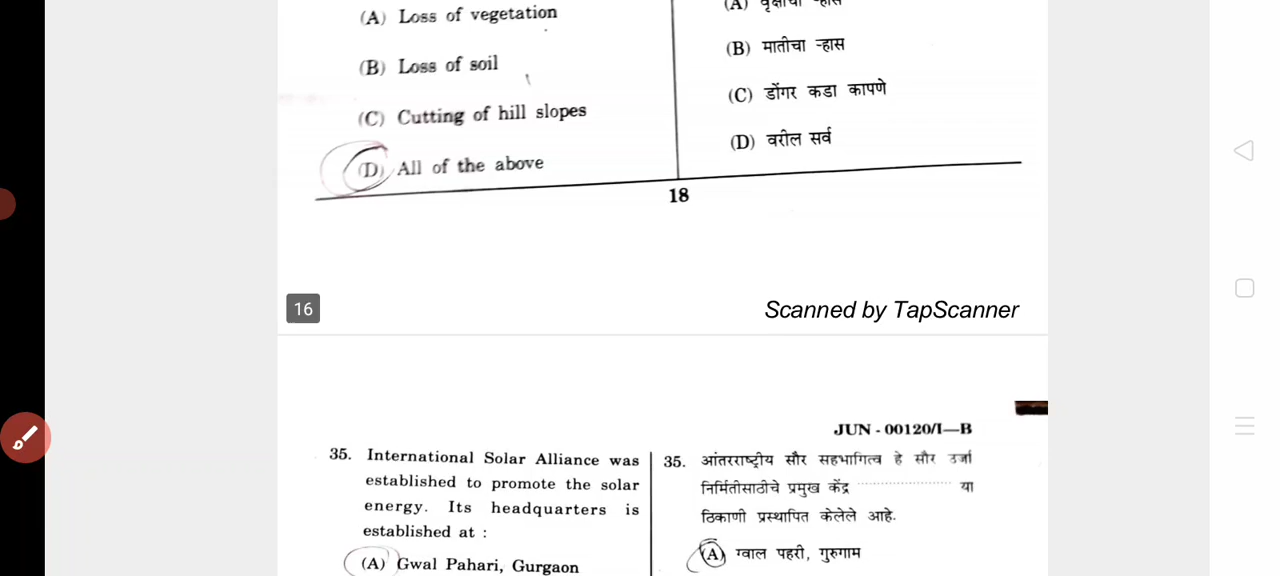 (A) Loss of vegetation
(B) Loss of soil
(C) Cutting of hill slopes
(D) All of the above
(A) वृक्षांचा ऱ्हास
(B) मातीचा ऱ्हास
(C) डोंगर कडा कापणे
(D) वरील सर्व
18
16
Scanned by TapScanner
JUN - 00120/I—B
35. International Solar Alliance was
established to promote the solar
energy. Its headquarters is
established at :
(A) Gwal Pahari, Gurgaon
35. आंतरराष्ट्रीय सौर सहभागित्व हे सौर उर्जा
निर्मितीसाठीचे प्रमुख केंद्र .................... या
ठिकाणी प्रस्थापित केलेले आहे.
(A) ग्वाल पहरी, गुरुगाम